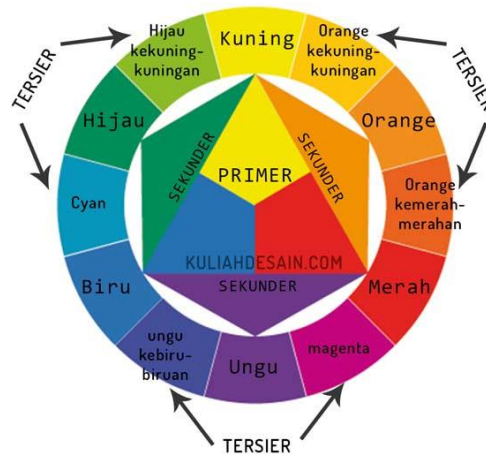 Hijau
kekuning-
kuningan
Kuning
Orange
kekuning-
kuningan
TERSIER
TERSIER
Hijau
Orange
SEKUNDER
SEKUNDER
PRIMER
Cyan
Orange
kemerah-
merahan
KULIAHDESAIN.COM
SEKUNDER
Biru
Merah
ungu
kebiru-
biruan
Ungu
magenta
TERSIER